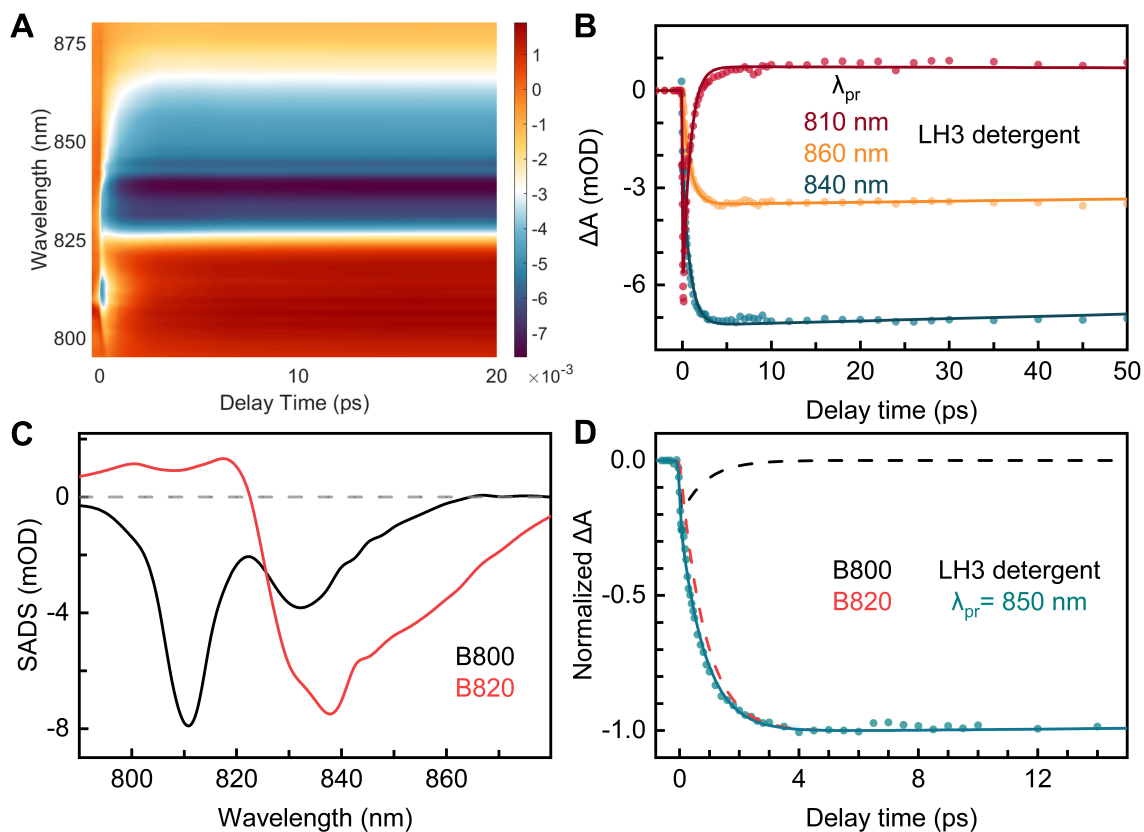 A
875
850
825
800
Wavelength (nm)
0
10
20
Delay Time (ps)
1
0
-1
-2
-3
-4
-5
-6
-7
×10⁻³
B
0
-3
-6
ΔA (mOD)
λpr
810 nm
860 nm
840 nm
LH3 detergent
0
10
20
30
40
50
Delay time (ps)
C
0
-4
-8
SADS (mOD)
B800
B820
800
820
840
860
Wavelength (nm)
D
0.0
-0.5
-1.0
Normalized ΔA
B800 LH3 detergent
B820 λpr= 850 nm
0
4
8
12
Delay time (ps)